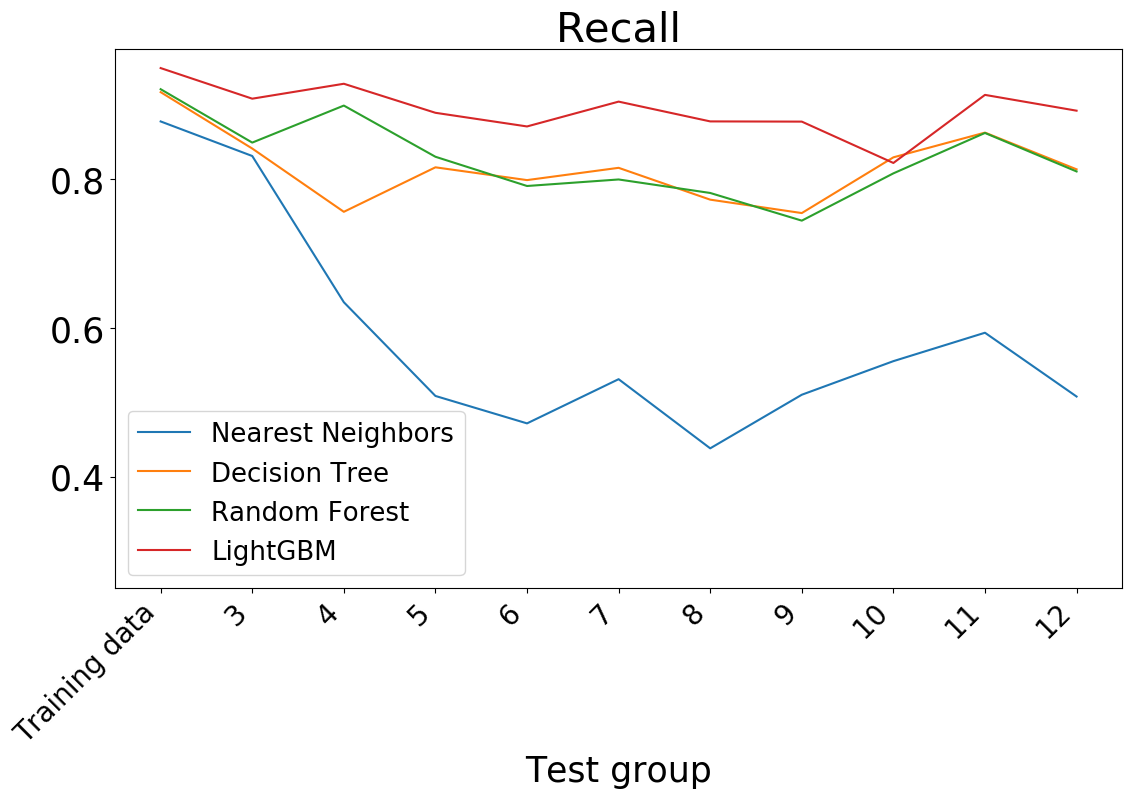 Recall
0.8
0.6
0.4
Nearest Neighbors
Decision Tree
Random Forest
LightGBM
Training data
3
4
5
6
7
8
9
10
11
12
Test group